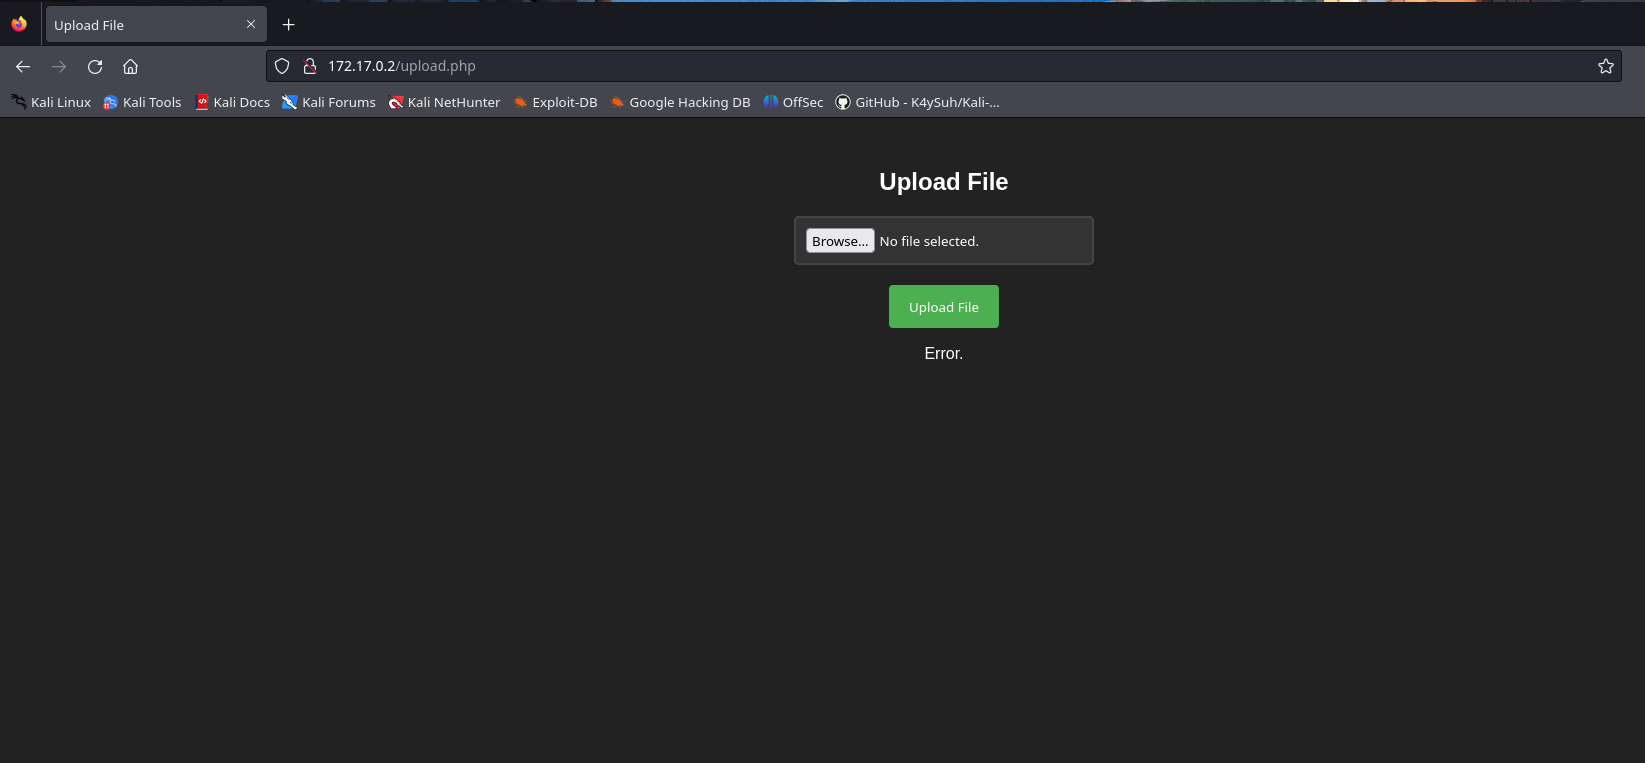 Upload File
172.17.0.2/upload.php
Kali Linux Kali Tools Kali Docs Kali Forums Kali NetHunter Exploit-DB Google Hacking DB OffSec GitHub - K4ySuh/Kali-...
Upload File
Browse... No file selected.
Upload File
Error.